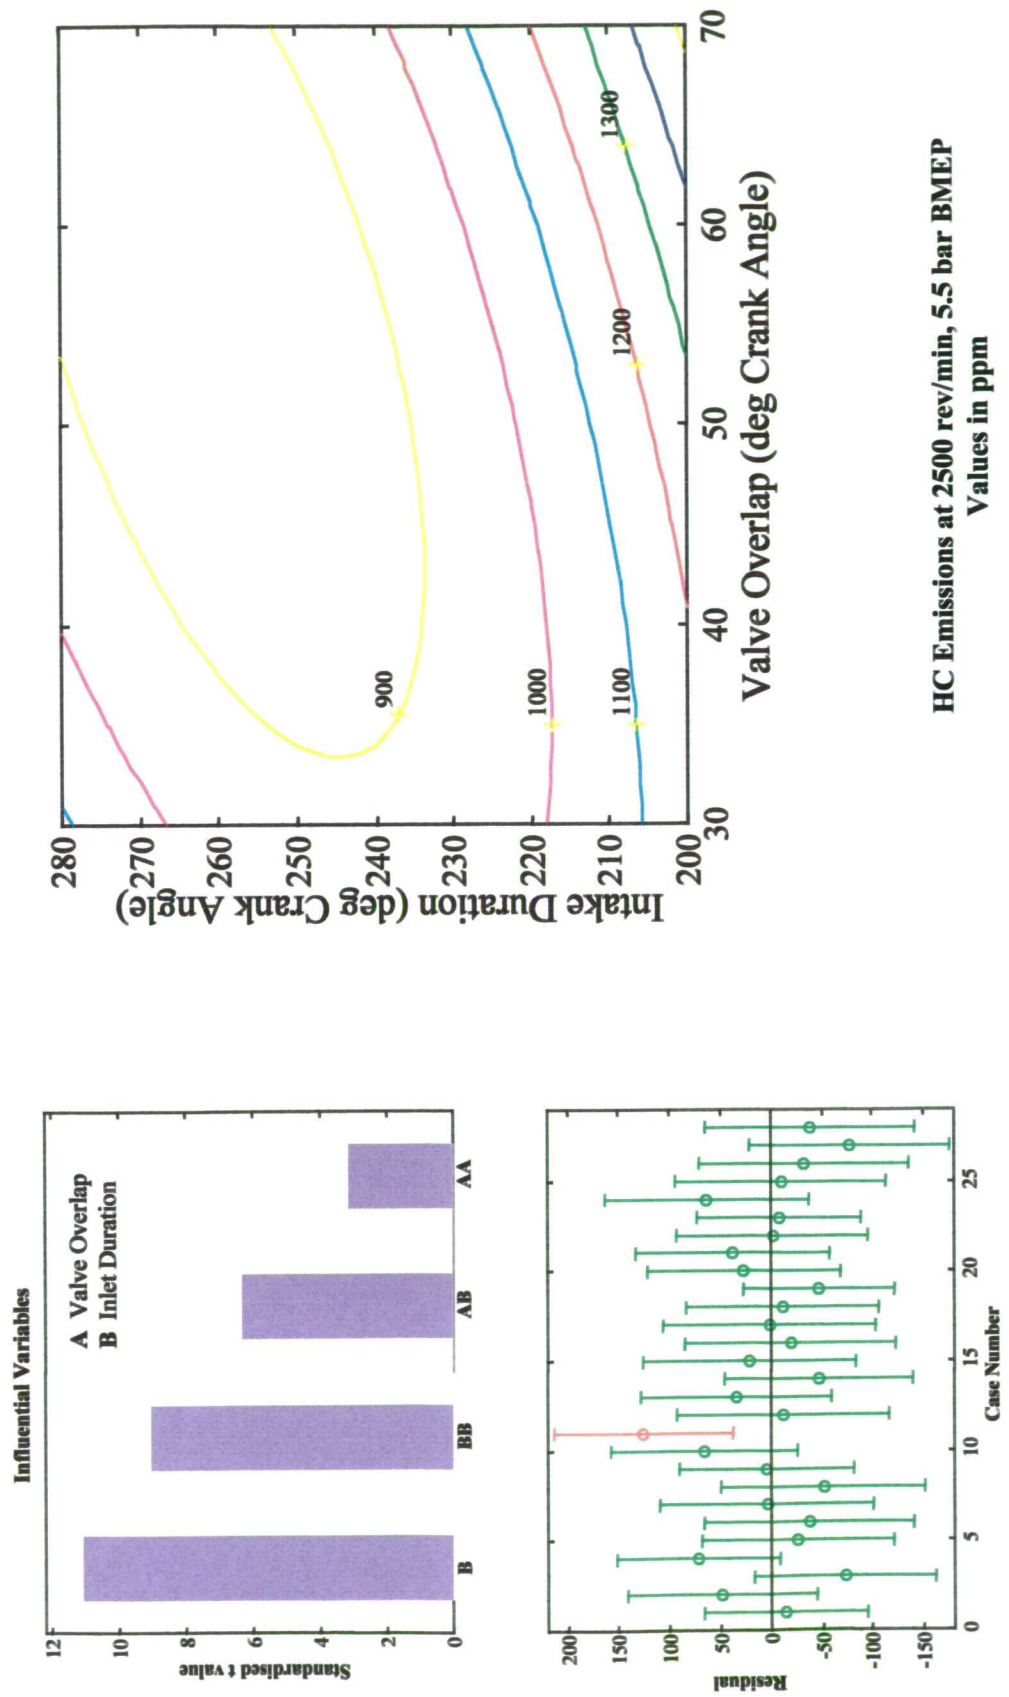 Influential Variables
A Valve Overlap
B Inlet Duration
Standardised t value
12
10
8
6
4
2
0
B
BB
AB
AA
Residual
200
150
100
50
0
-50
-100
-150
0
5
10
15
20
25
Case Number
Intake Duration (deg Crank Angle)
280
270
260
250
240
230
220
210
200
900
1000
1100
1200
1300
30
40
50
60
70
Valve Overlap (deg Crank Angle)
HC Emissions at 2500 rev/min, 5.5 bar BMEP
Values in ppm